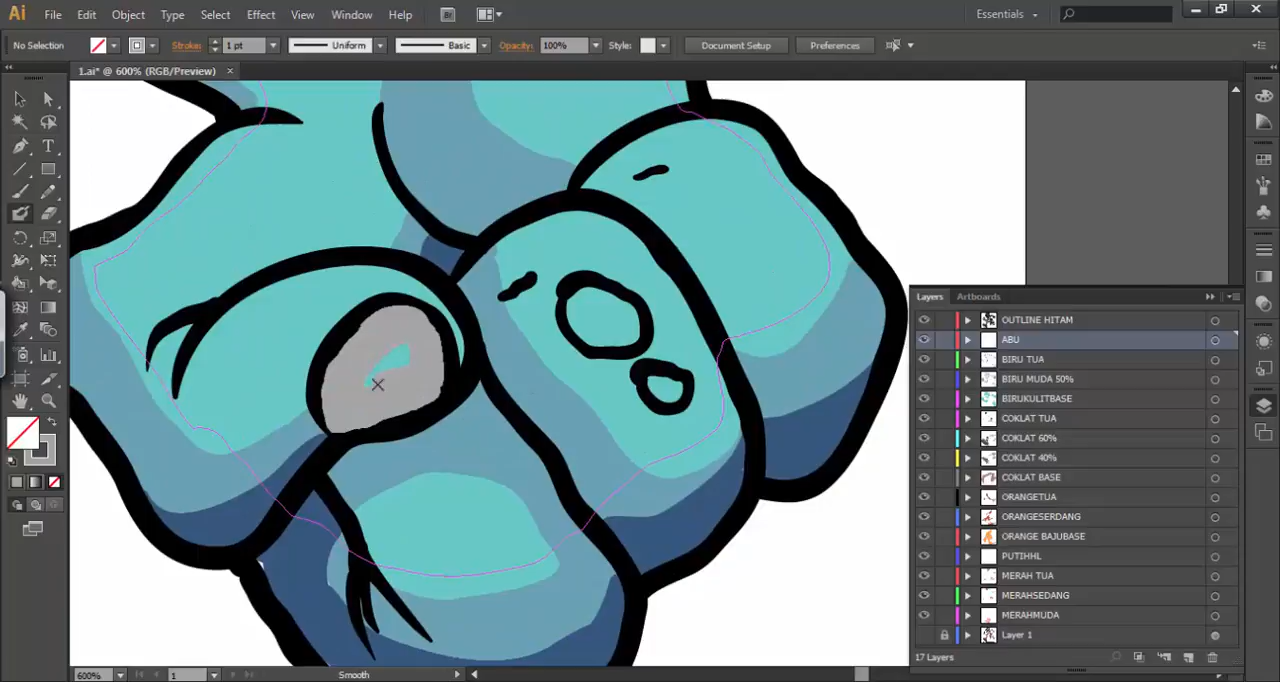 Ai File Edit Object Type Select Effect View Window Help Br Essentials
No Selection Stroke: 1 pt Uniform Basic Opacity: 100% Style: Document Setup Preferences
1.ai* @ 600% (RGB/Preview) ×
Layers Artboards
OUTLINE HITAM
ABU
BIRU TUA
BIRU MUDA 50%
BIRUKULITBASE
COKLAT TUA
COKLAT 60%
COKLAT 40%
COKLAT BASE
ORANGETUA
ORANGESERDANG
ORANGE BAJUBASE
PUTIHHL
MERAH TUA
MERAHSEDANG
MERAHMUDA
Layer 1
17 Layers
600% 1 Smooth